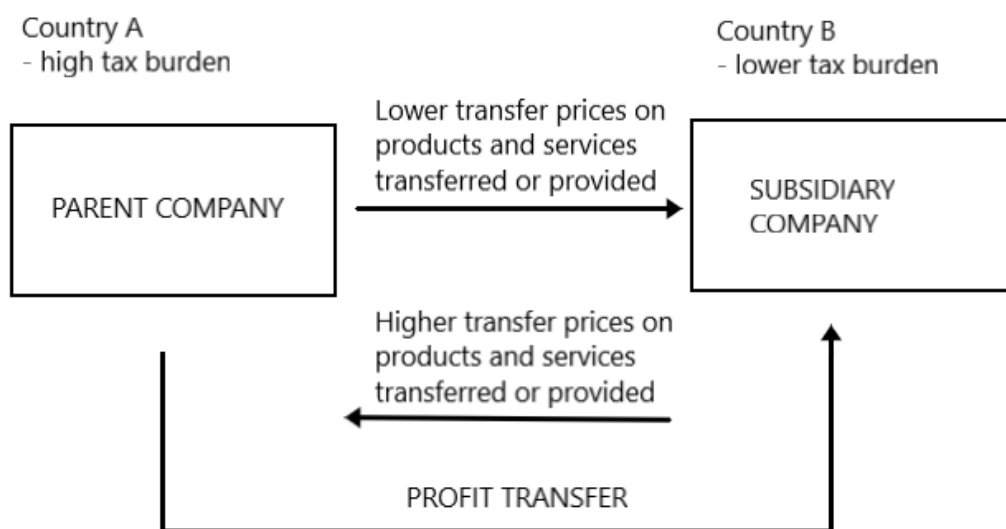 Country A
- high tax burden
Country B
- lower tax burden
Lower transfer prices on
products and services
transferred or provided
PARENT COMPANY
SUBSIDIARY
COMPANY
Higher transfer prices on
products and services
transferred or provided
PROFIT TRANSFER